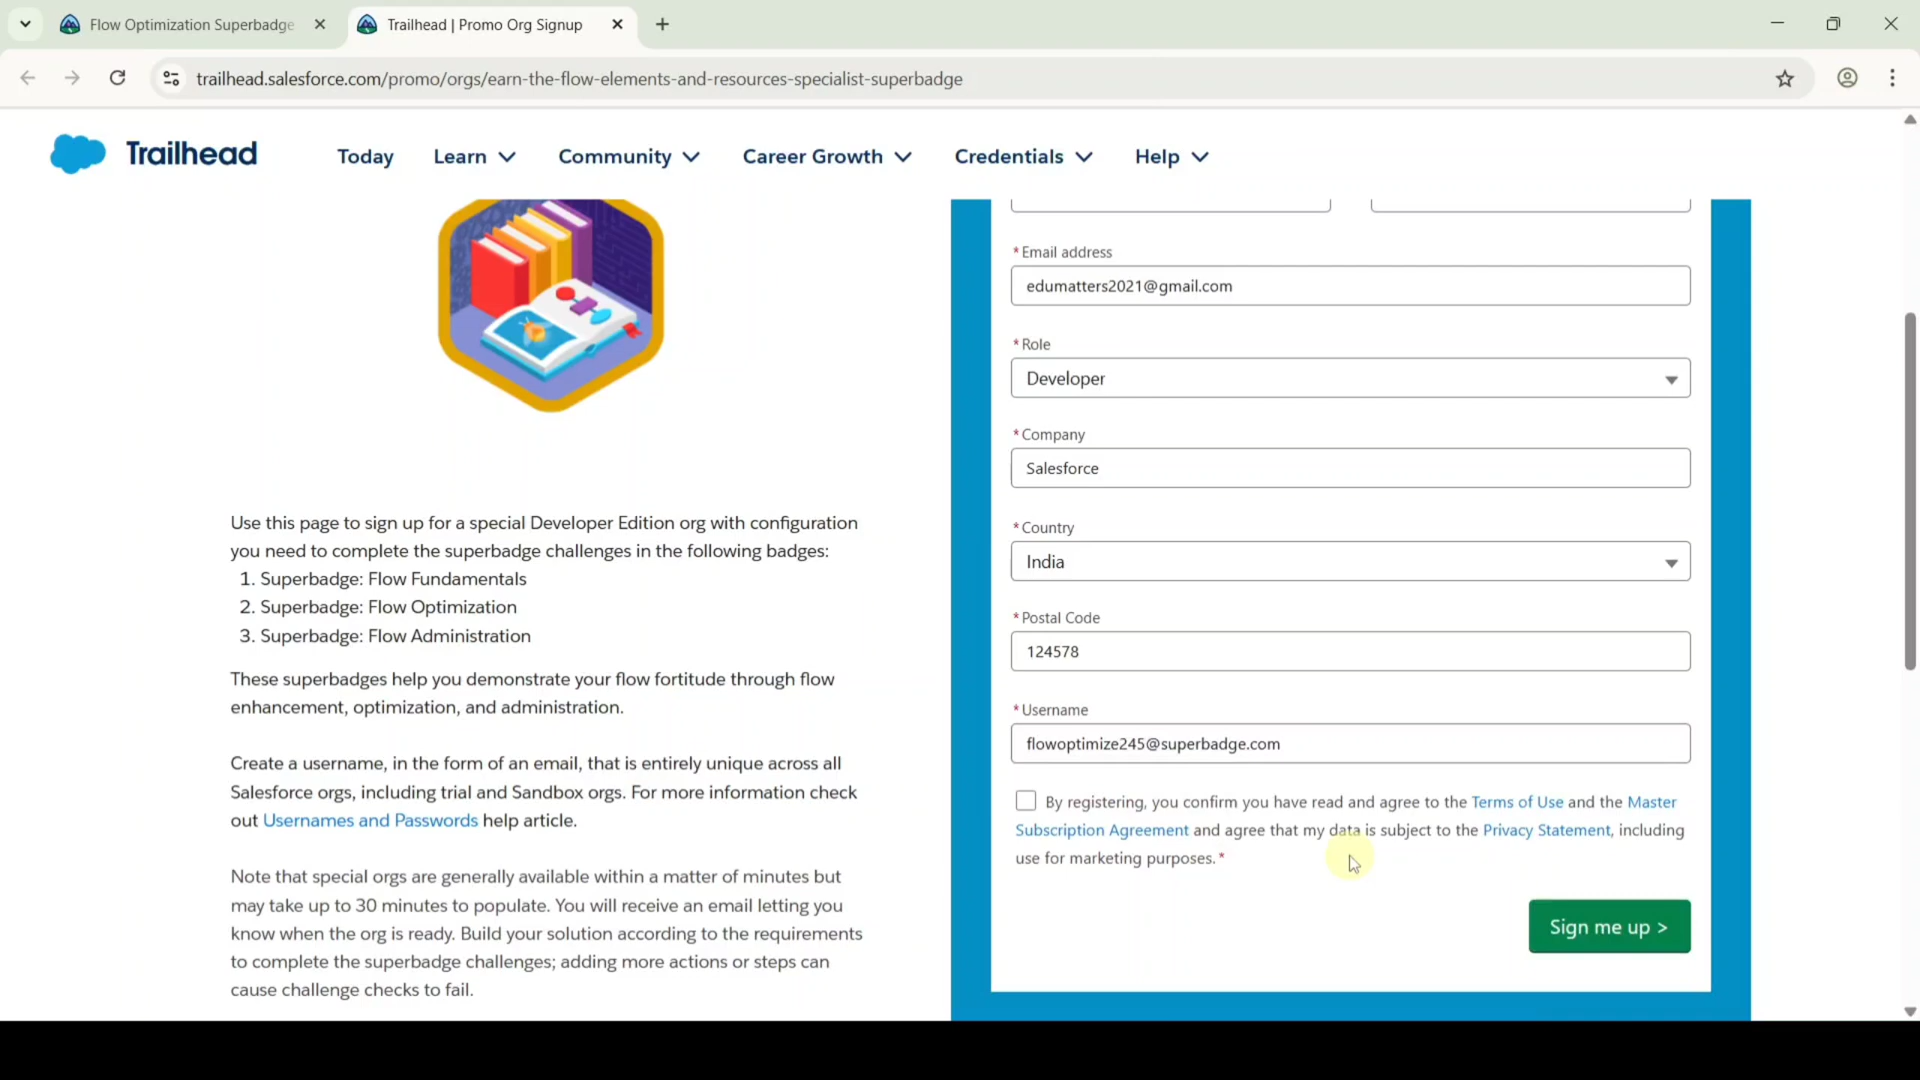 Flow Optimization Superbadge
Trailhead | Promo Org Signup
trailhead.salesforce.com/promo/orgs/earn-the-flow-elements-and-resources-specialist-superbadge
Trailhead
Today
Learn
Community
Career Growth
Credentials
Help
Use this page to sign up for a special Developer Edition org with configuration
you need to complete the superbadge challenges in the following badges:
1. Superbadge: Flow Fundamentals
2. Superbadge: Flow Optimization
3. Superbadge: Flow Administration
These superbadges help you demonstrate your flow fortitude through flow
enhancement, optimization, and administration.
Create a username, in the form of an email, that is entirely unique across all
Salesforce orgs, including trial and Sandbox orgs. For more information check
out Usernames and Passwords help article.
Note that special orgs are generally available within a matter of minutes but
may take up to 30 minutes to populate. You will receive an email letting you
know when the org is ready. Build your solution according to the requirements
to complete the superbadge challenges; adding more actions or steps can
cause challenge checks to fail.
* Email address
edumatters2021@gmail.com
* Role
Developer
* Company
Salesforce
* Country
India
* Postal Code
124578
* Username
flowoptimize245@superbadge.com
By registering, you confirm you have read and agree to the Terms of Use and the Master
Subscription Agreement and agree that my data is subject to the Privacy Statement, including
use for marketing purposes. *
Sign me up >